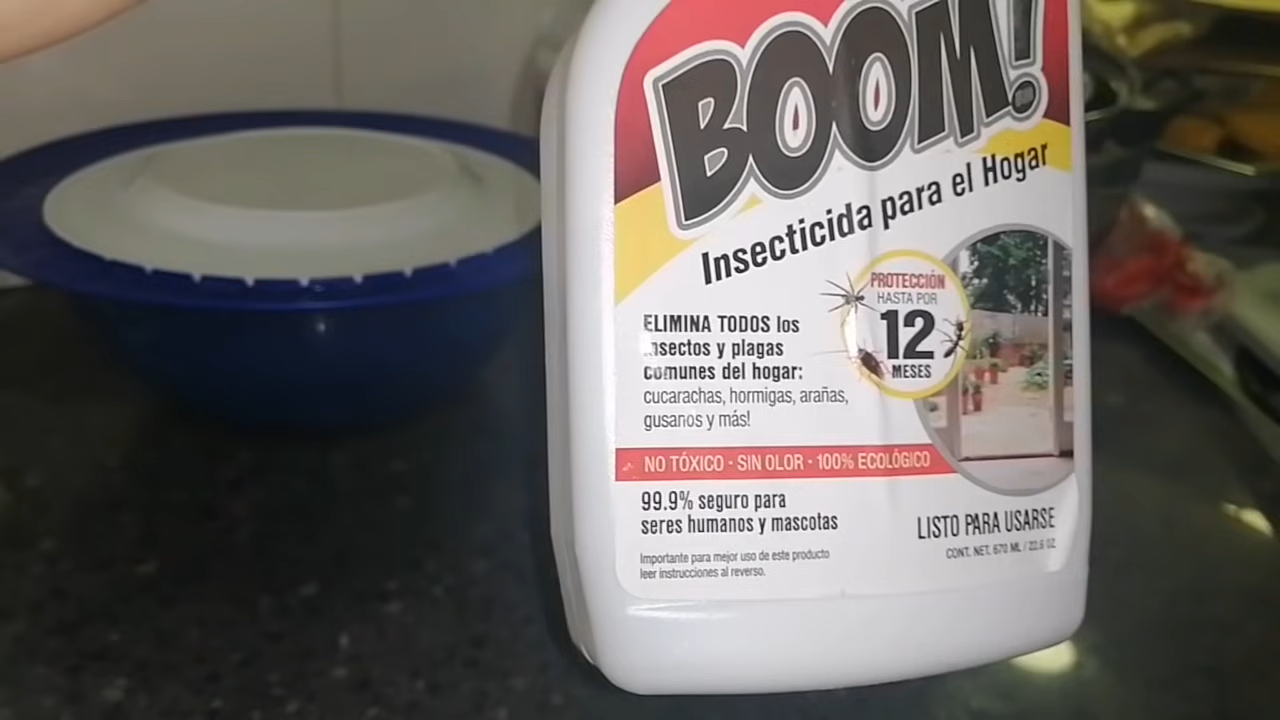 BOOM!
Insecticida para el Hogar
PROTECCIÓN
HASTA POR
12
MESES
ELIMINA TODOS los
insectos y plagas
comunes del hogar:
cucarachas, hormigas, arañas,
gusanos y más!
NO TÓXICO · SIN OLOR · 100% ECOLÓGICO
99.9% seguro para
seres humanos y mascotas
LISTO PARA USARSE
CONT. NET. 670 ML / 22.6 OZ
Importante para mejor uso de este producto
leer instrucciones al reverso.